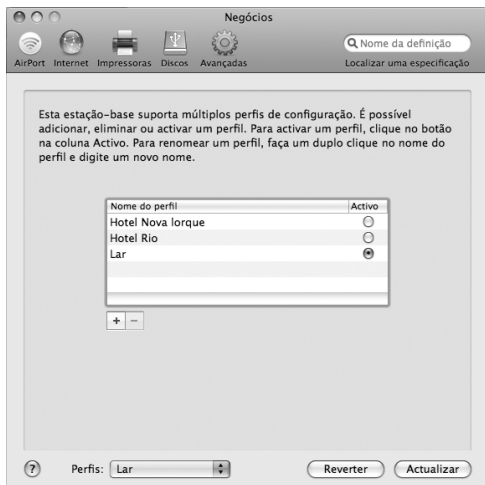 Negócios
Nome da definição
AirPort Internet Impressoras Discos Avançadas
Localizar uma especificação
Esta estação-base suporta múltiplos perfis de configuração. É possível
adicionar, eliminar ou activar um perfil. Para activar um perfil, clique no botão
na coluna Activo. Para renomear um perfil, faça um duplo clique no nome do
perfil e digite um novo nome.
Nome do perfil Activo
Hotel Nova Iorque
Hotel Rio
Lar
+ −
? Perfis: Lar Reverter Actualizar